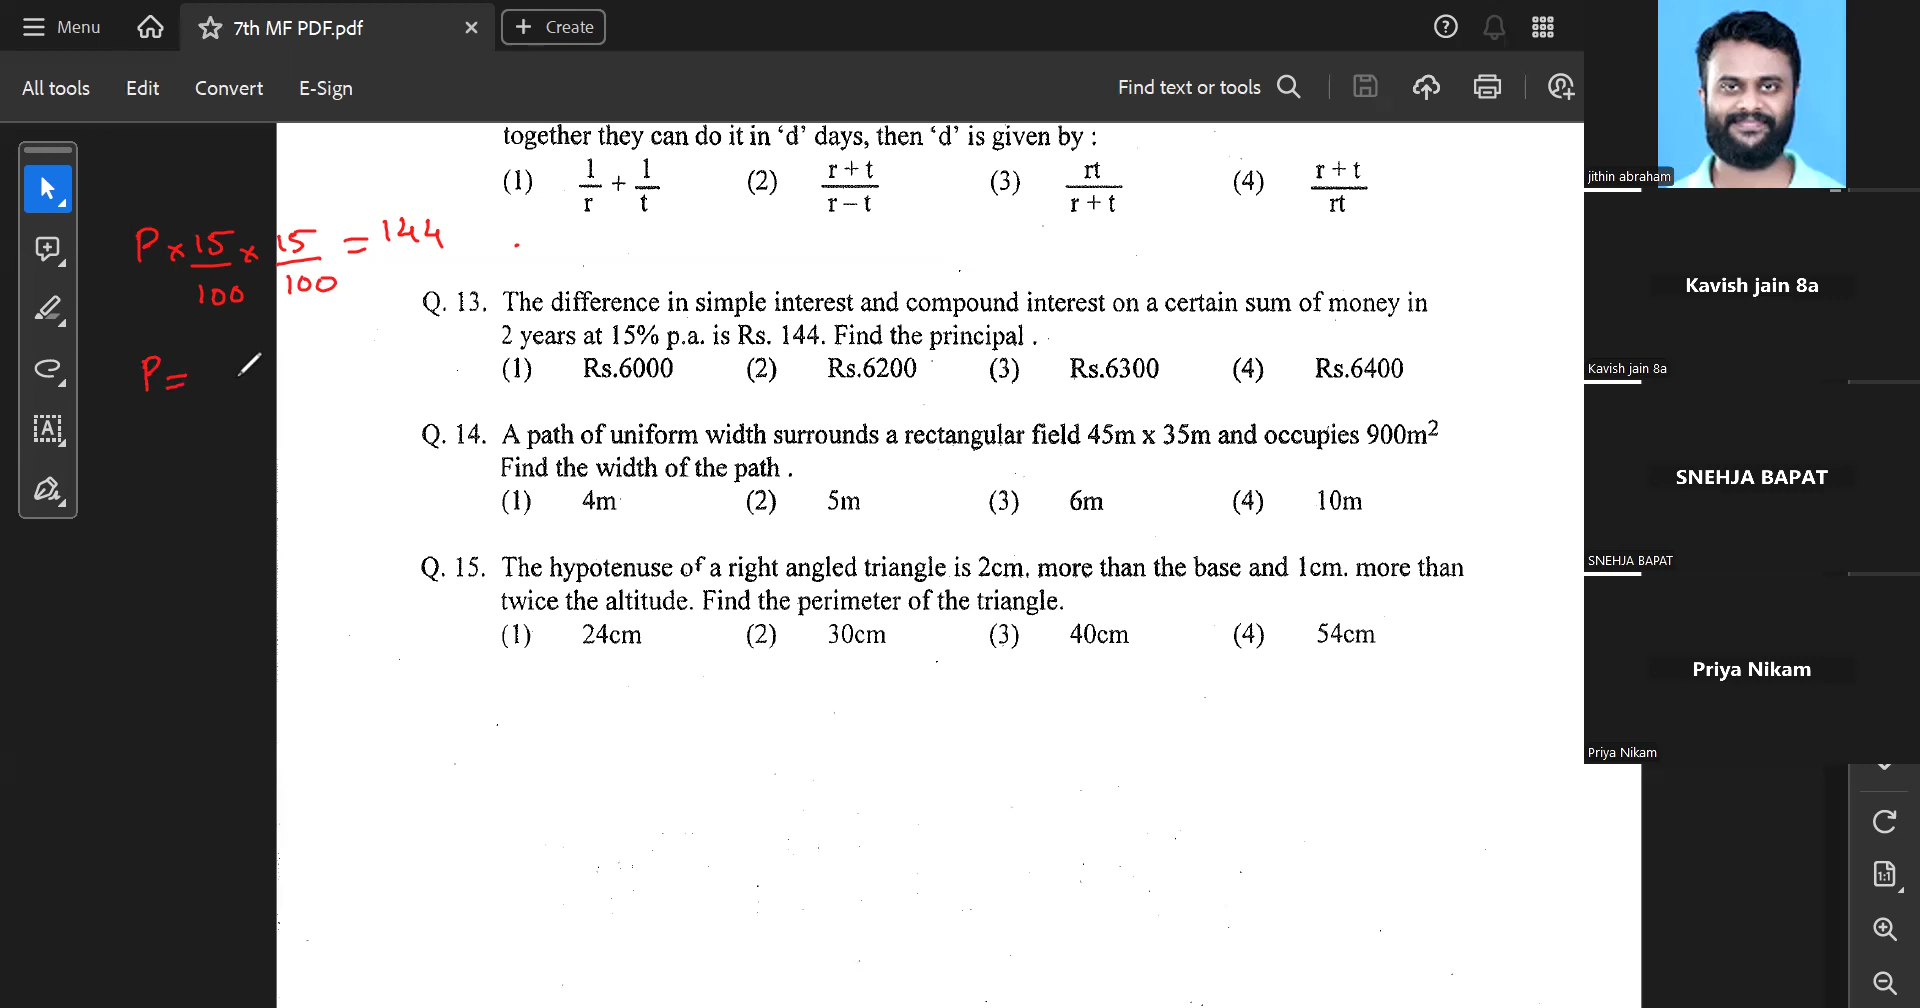 Menu
7th MF PDF.pdf
Create
All tools
Edit
Convert
E-Sign
Find text or tools
together they can do it in ‘d’ days, then ‘d’ is given by :
(1) 1/r + 1/t (2) r + t / r – t (3) rt / r + t (4) r + t / rt
P × 15/100 × 15/100 = 144
Q. 13. The difference in simple interest and compound interest on a certain sum of money in
2 years at 15% p.a. is Rs. 144. Find the principal .
(1) Rs.6000 (2) Rs.6200 (3) Rs.6300 (4) Rs.6400
P =
Q. 14. A path of uniform width surrounds a rectangular field 45m x 35m and occupies 900m²
Find the width of the path .
(1) 4m (2) 5m (3) 6m (4) 10m
Q. 15. The hypotenuse of a right angled triangle is 2cm. more than the base and 1cm. more than
twice the altitude. Find the perimeter of the triangle.
(1) 24cm (2) 30cm (3) 40cm (4) 54cm
jithin abraham
Kavish jain 8a
Kavish jain 8a
SNEHJA BAPAT
SNEHJA BAPAT
Priya Nikam
Priya Nikam
1:1